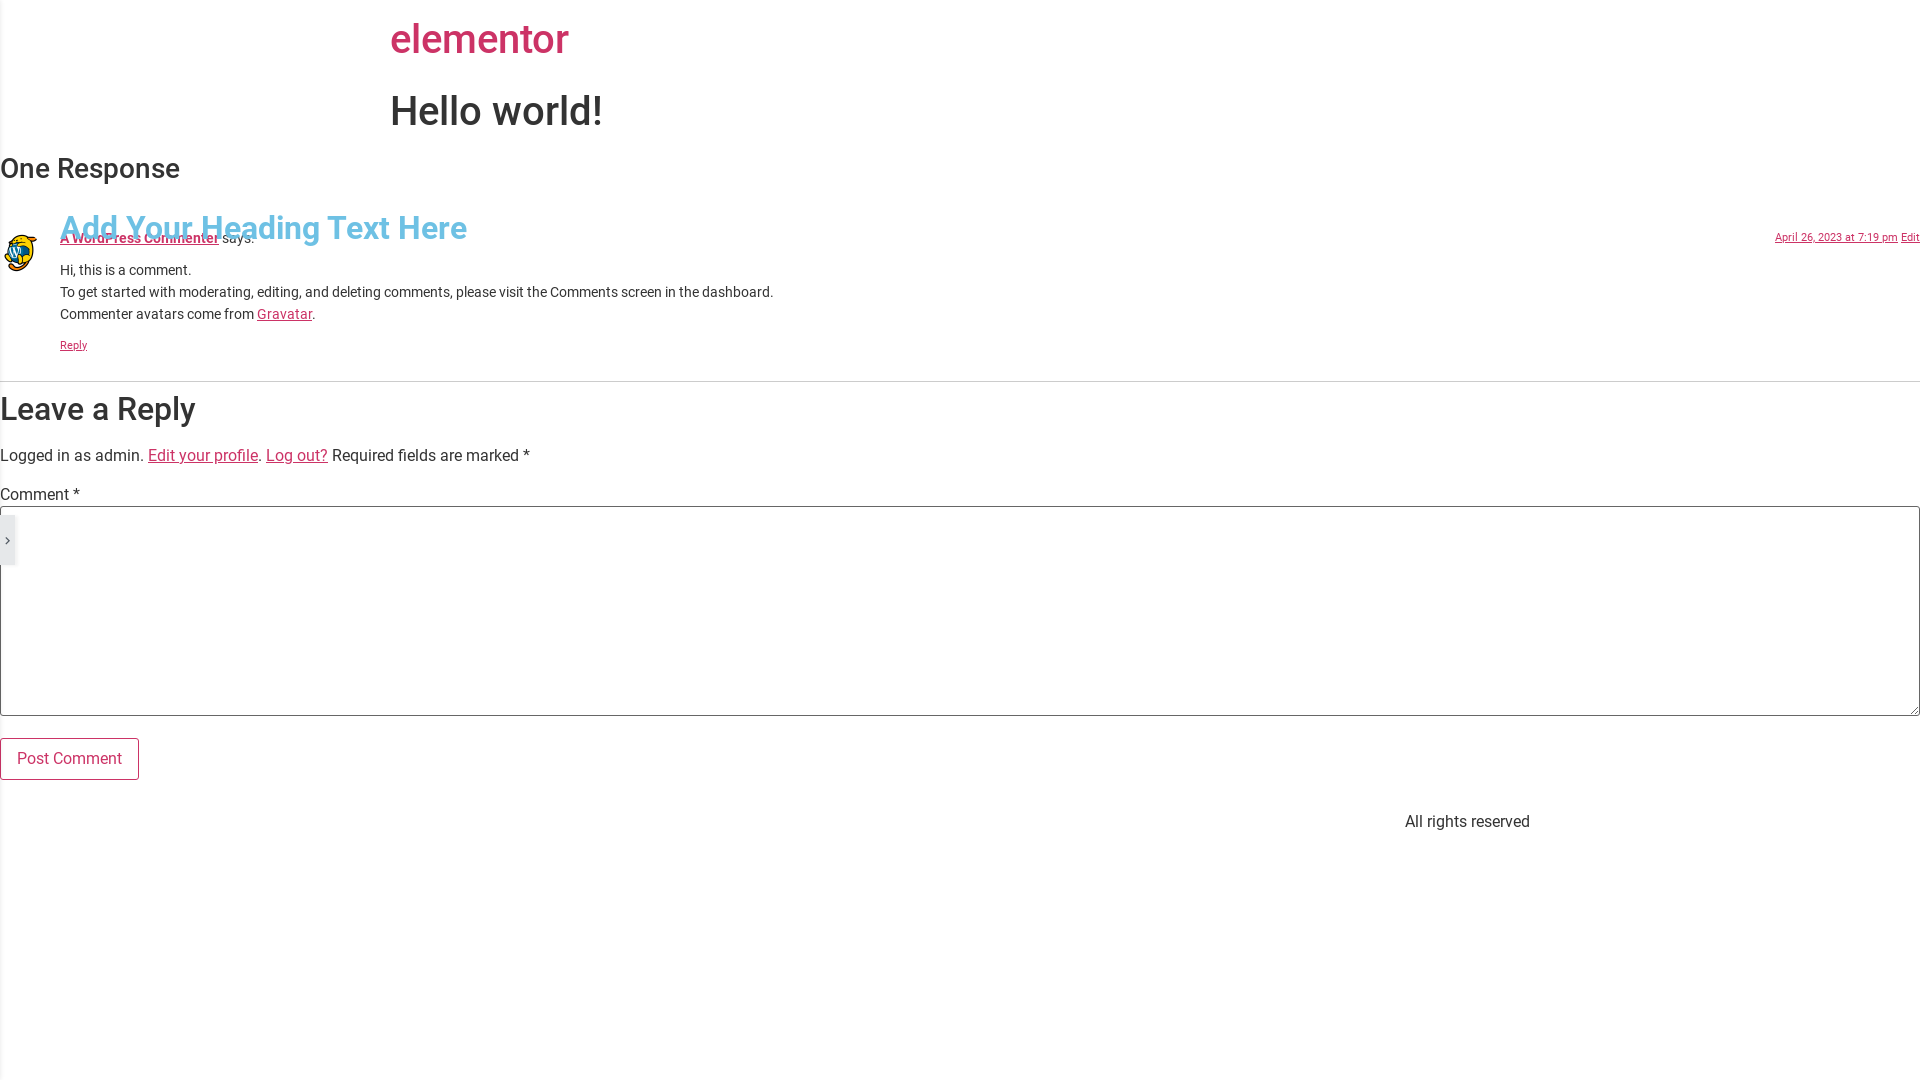 elementor
Hello world!
One Response
Add Your Heading Text Here
A WordPress Commenter says:
April 26, 2023 at 7:19 pm Edit
Hi, this is a comment.
To get started with moderating, editing, and deleting comments, please visit the Comments screen in the dashboard.
Commenter avatars come from Gravatar.
Reply
Leave a Reply
Logged in as admin. Edit your profile. Log out? Required fields are marked *
Comment *
Post Comment
All rights reserved